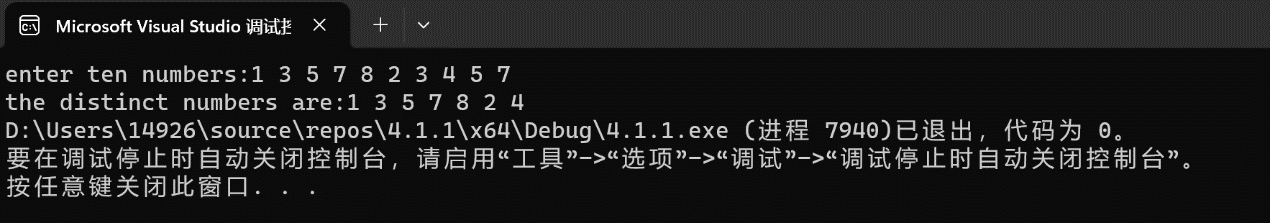 Microsoft Visual Studio 调试
enter ten numbers:1 3 5 7 8 2 3 4 5 7
the distinct numbers are:1 3 5 7 8 2 4
D:\Users\14926\source\repos\4.1.1\x64\Debug\4.1.1.exe (进程 7940)已退出，代码为 0。
要在调试停止时自动关闭控制台，请启用“工具”->“选项”->“调试”->“调试停止时自动关闭控制台”。
按任意键关闭此窗口. . .